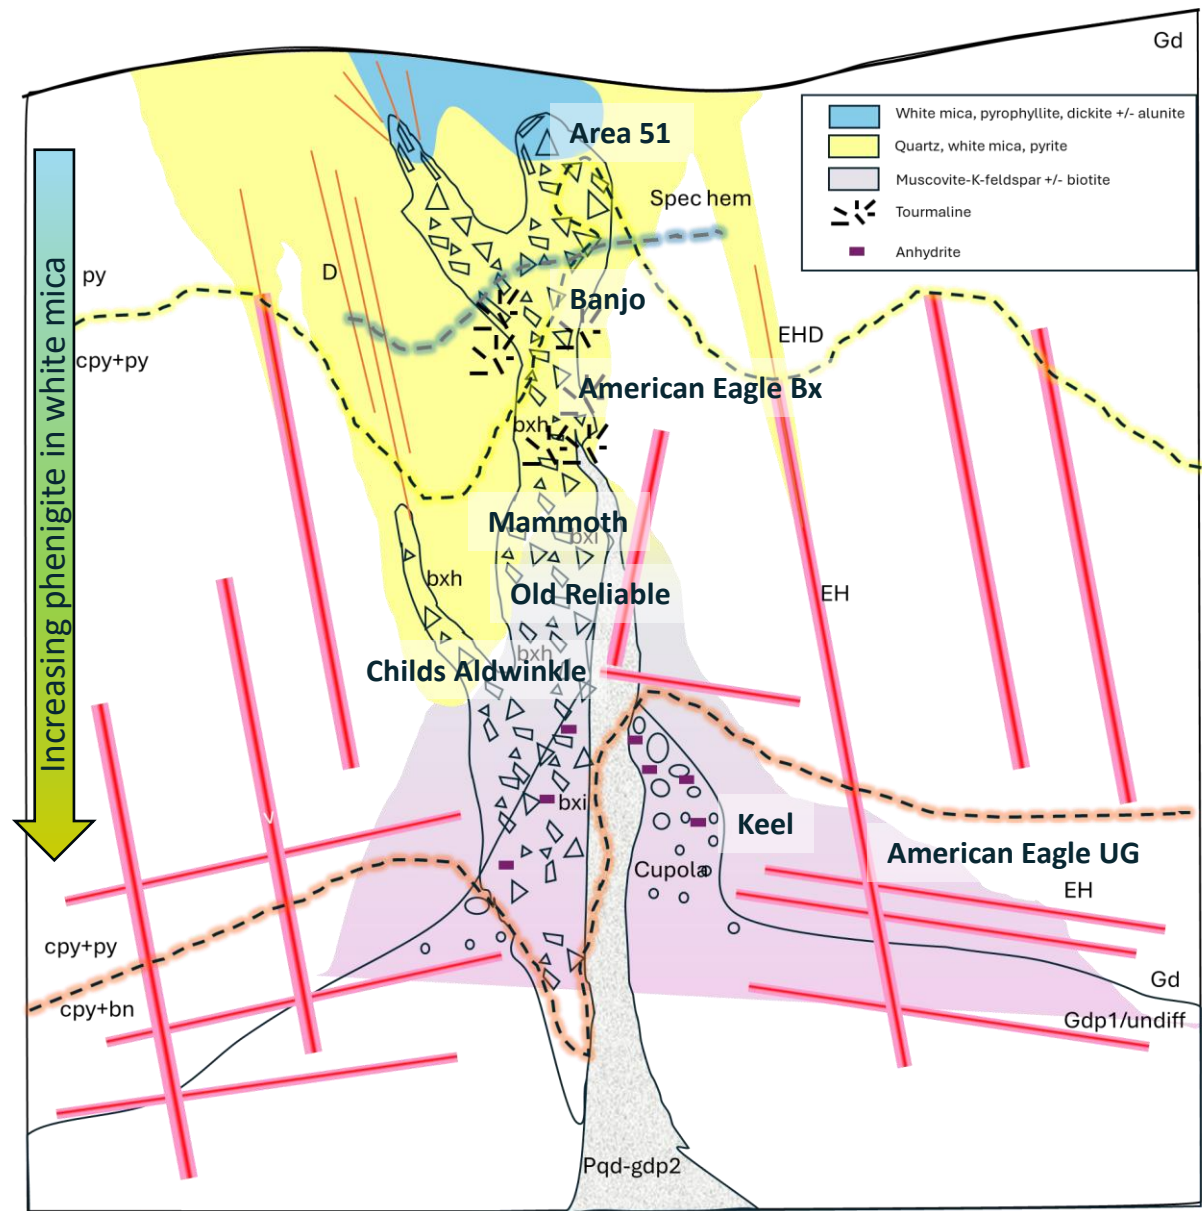 Gd
White mica, pyrophyllite, dickite +/- alunite
Quartz, white mica, pyrite
Muscovite-K-feldspar +/- biotite
Tourmaline
Anhydrite
Area 51
Spec hem
D
py
Banjo
EHD
cpy+py
American Eagle Bx
bxh
Mammoth
bxi
bxh
Old Reliable
EH
bxh
Childs Aldwinkle
Increasing phenigite in white mica
bxi
Keel
American Eagle UG
Cupola
EH
cpy+py
Gd
cpy+bn
Gdp1/undiff
Pqd-gdp2